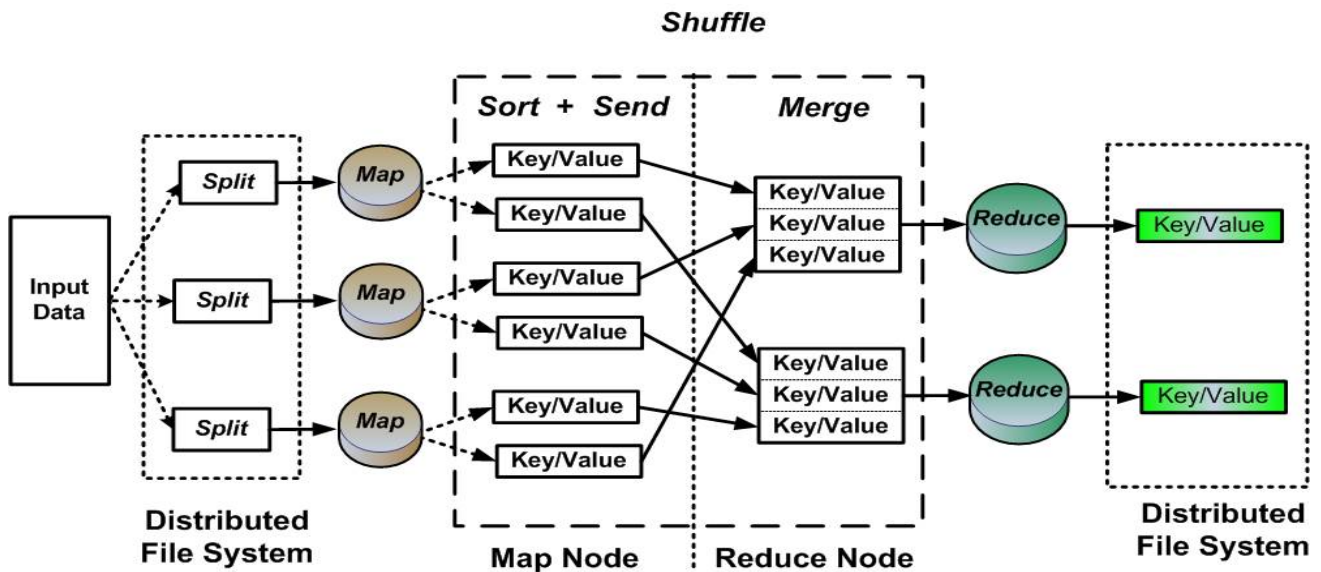 Shuffle
Sort + Send
Merge
Input
Data
Split
Split
Split
Map
Map
Map
Key/Value
Key/Value
Key/Value
Key/Value
Key/Value
Key/Value
Key/Value
Key/Value
Key/Value
Key/Value
Key/Value
Key/Value
Reduce
Reduce
Key/Value
Key/Value
Distributed
File System
Map Node
Reduce Node
Distributed
File System